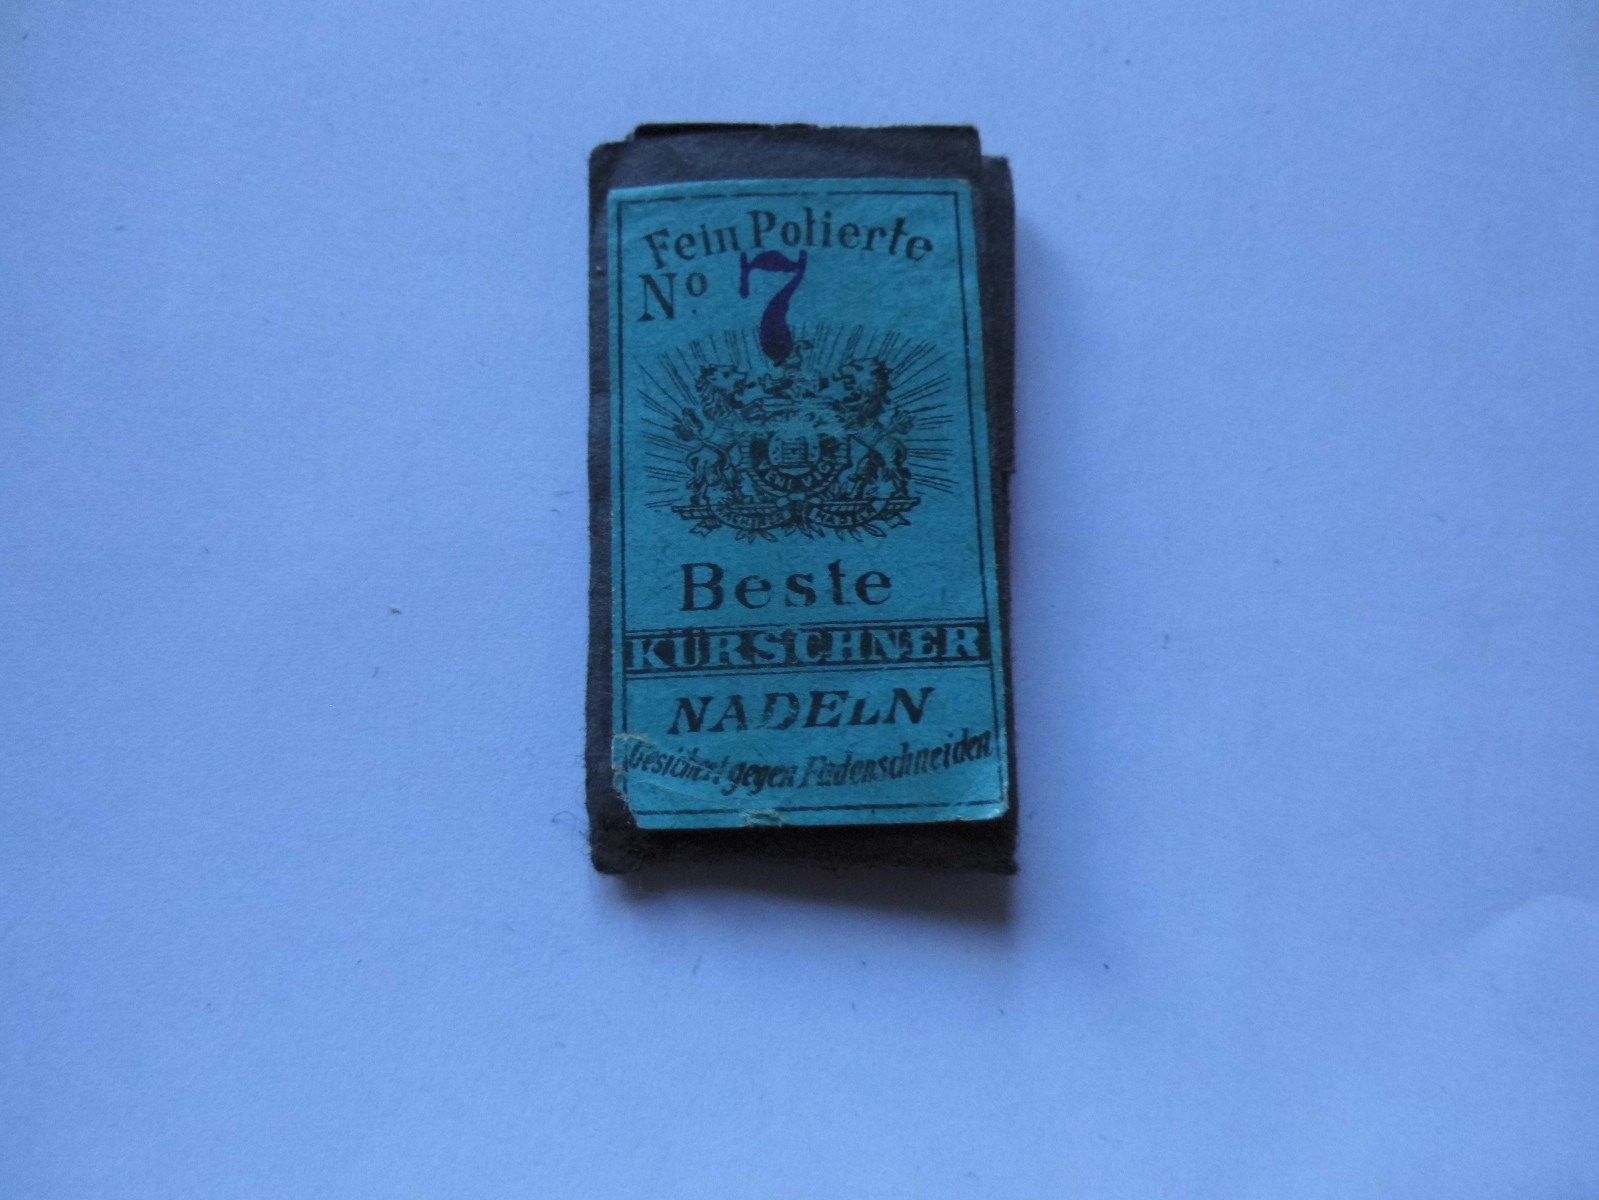 Fein Polierte
No 7
Beste
KÜRSCHNER
NADELN
Gesichert gegen Fadenschneiden